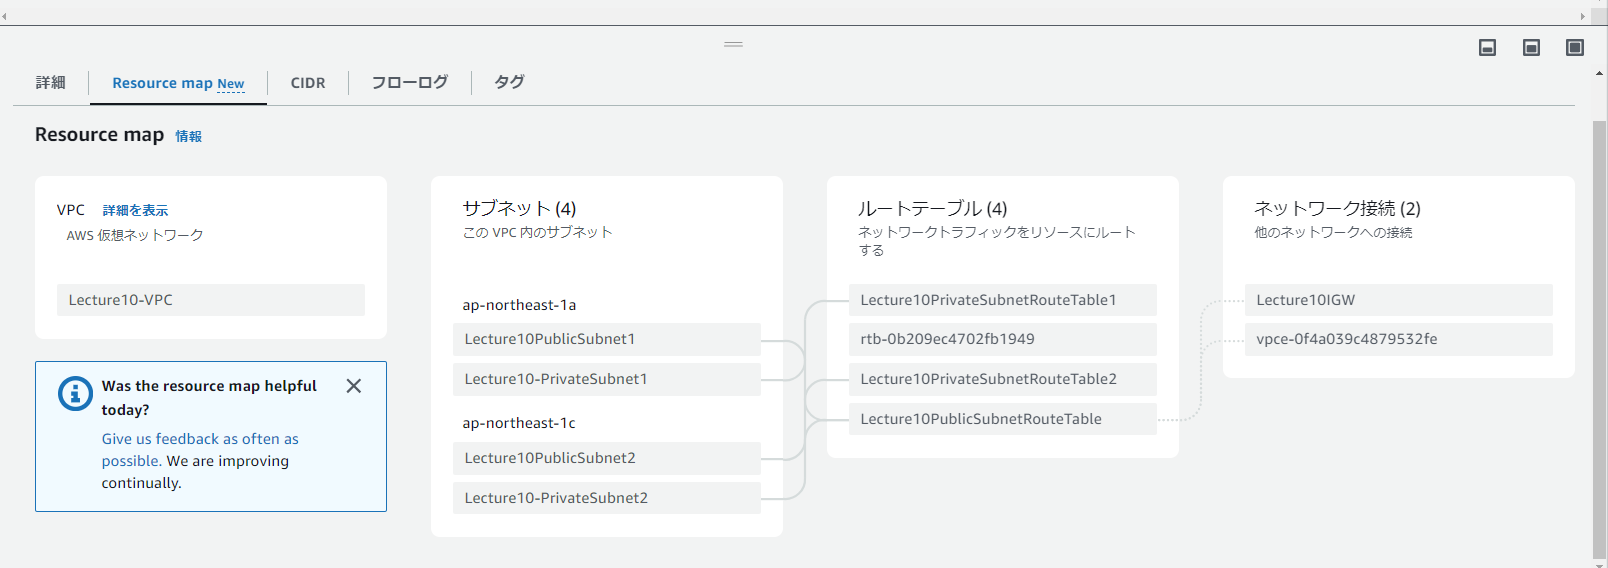 詳細 Resource map New CIDR フローログ タグ
Resource map 情報
VPC 詳細を表示
AWS 仮想ネットワーク
Lecture10-VPC
Was the resource map helpful
today?
Give us feedback as often as
possible. We are improving
continually.
サブネット (4)
この VPC 内のサブネット
ap-northeast-1a
Lecture10PublicSubnet1
Lecture10-PrivateSubnet1
ap-northeast-1c
Lecture10PublicSubnet2
Lecture10-PrivateSubnet2
ルートテーブル (4)
ネットワークトラフィックをリソースにルート
する
Lecture10PrivateSubnetRouteTable1
rtb-0b209ec4702fb1949
Lecture10PrivateSubnetRouteTable2
Lecture10PublicSubnetRouteTable
ネットワーク接続 (2)
他のネットワークへの接続
Lecture10IGW
vpce-0f4a039c4879532fe